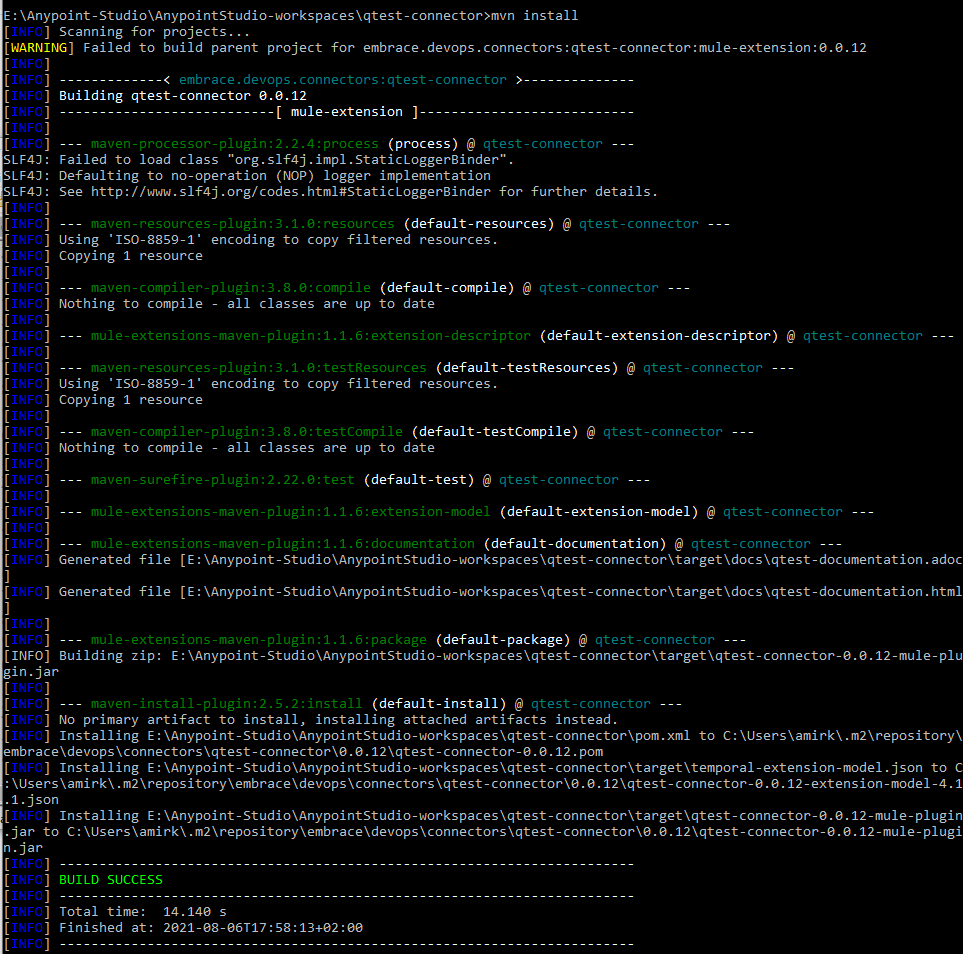 E:\Anypoint-Studio\AnypointStudio-workspaces\qtest-connector>mvn install
[INFO] Scanning for projects...
[WARNING] Failed to build parent project for embrace.devops.connectors:qtest-connector:mule-extension:0.0.12
[INFO]
[INFO] -------------< embrace.devops.connectors:qtest-connector >--------------
[INFO] Building qtest-connector 0.0.12
[INFO] ---------------------------[ mule-extension ]---------------------------
[INFO]
[INFO] --- maven-processor-plugin:2.2.4:process (process) @ qtest-connector ---
SLF4J: Failed to load class "org.slf4j.impl.StaticLoggerBinder".
SLF4J: Defaulting to no-operation (NOP) logger implementation
SLF4J: See http://www.slf4j.org/codes.html#StaticLoggerBinder for further details.
[INFO]
[INFO] --- maven-resources-plugin:3.1.0:resources (default-resources) @ qtest-connector ---
[INFO] Using 'ISO-8859-1' encoding to copy filtered resources.
[INFO] Copying 1 resource
[INFO]
[INFO] --- maven-compiler-plugin:3.8.0:compile (default-compile) @ qtest-connector ---
[INFO] Nothing to compile - all classes are up to date
[INFO]
[INFO] --- mule-extensions-maven-plugin:1.1.6:extension-descriptor (default-extension-descriptor) @ qtest-connector ---
[INFO]
[INFO] --- maven-resources-plugin:3.1.0:testResources (default-testResources) @ qtest-connector ---
[INFO] Using 'ISO-8859-1' encoding to copy filtered resources.
[INFO] Copying 1 resource
[INFO]
[INFO] --- maven-compiler-plugin:3.8.0:testCompile (default-testCompile) @ qtest-connector ---
[INFO] Nothing to compile - all classes are up to date
[INFO]
[INFO] --- maven-surefire-plugin:2.22.0:test (default-test) @ qtest-connector ---
[INFO]
[INFO] --- mule-extensions-maven-plugin:1.1.6:extension-model (default-extension-model) @ qtest-connector ---
[INFO]
[INFO] --- mule-extensions-maven-plugin:1.1.6:documentation (default-documentation) @ qtest-connector ---
[INFO] Generated file [E:\Anypoint-Studio\AnypointStudio-workspaces\qtest-connector\target\docs\qtest-documentation.adoc
]
[INFO] Generated file [E:\Anypoint-Studio\AnypointStudio-workspaces\qtest-connector\target\docs\qtest-documentation.html
]
[INFO]
[INFO] --- mule-extensions-maven-plugin:1.1.6:package (default-package) @ qtest-connector ---
[INFO] Building zip: E:\Anypoint-Studio\AnypointStudio-workspaces\qtest-connector\target\qtest-connector-0.0.12-mule-plu
gin.jar
[INFO]
[INFO] --- maven-install-plugin:2.5.2:install (default-install) @ qtest-connector ---
[INFO] No primary artifact to install, installing attached artifacts instead.
[INFO] Installing E:\Anypoint-Studio\AnypointStudio-workspaces\qtest-connector\pom.xml to C:\Users\amirk\.m2\repository\
embrace\devops\connectors\qtest-connector\0.0.12\qtest-connector-0.0.12.pom
[INFO] Installing E:\Anypoint-Studio\AnypointStudio-workspaces\qtest-connector\target\temporal-extension-model.json to C
:\Users\amirk\.m2\repository\embrace\devops\connectors\qtest-connector\0.0.12\qtest-connector-0.0.12-extension-model-4.1
.1.json
[INFO] Installing E:\Anypoint-Studio\AnypointStudio-workspaces\qtest-connector\target\qtest-connector-0.0.12-mule-plugin
.jar to C:\Users\amirk\.m2\repository\embrace\devops\connectors\qtest-connector\0.0.12\qtest-connector-0.0.12-mule-plugi
n.jar
[INFO] ------------------------------------------------------------------------
[INFO] BUILD SUCCESS
[INFO] ------------------------------------------------------------------------
[INFO] Total time:  14.140 s
[INFO] Finished at: 2021-08-06T17:58:13+02:00
[INFO] ------------------------------------------------------------------------